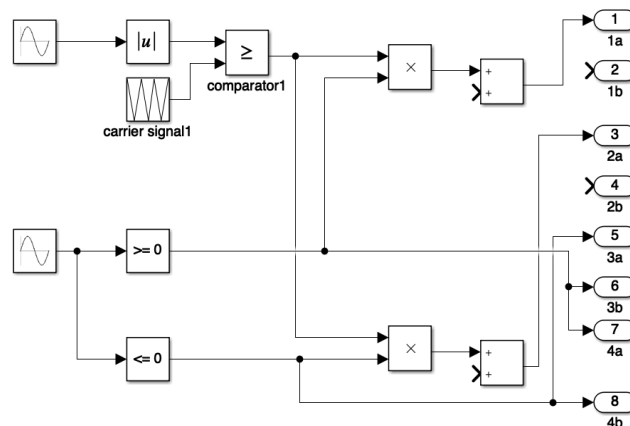 1
1a
|u|
≥
comparator1
×
+
+
2
1b
carrier signal1
3
2a
4
2b
>= 0
5
3a
6
3b
7
4a
<= 0
×
+
+
8
4b